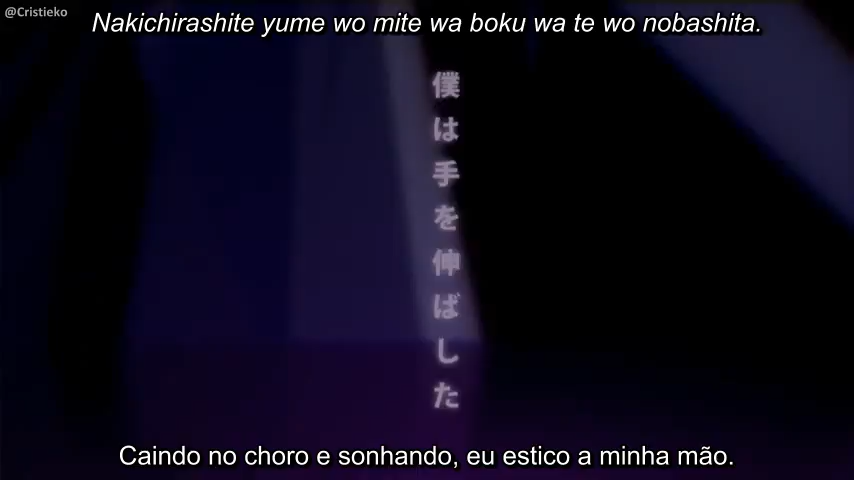 @Cristieko
Nakichirashite yume wo mite wa boku wa te wo nobashita.
僕は手を伸ばした
Caindo no choro e sonhando, eu estico a minha mão.